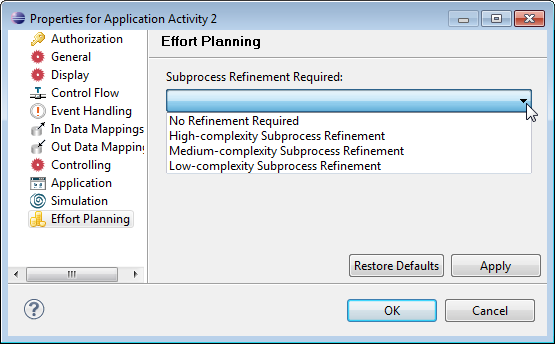 Properties for Application Activity 2
Authorization
General
Display
Control Flow
Event Handling
In Data Mappings
Out Data Mappin
Controlling
Application
Simulation
Effort Planning
Effort Planning
Subprocess Refinement Required:
No Refinement Required
High-complexity Subprocess Refinement
Medium-complexity Subprocess Refinement
Low-complexity Subprocess Refinement
Restore Defaults
Apply
?
OK
Cancel